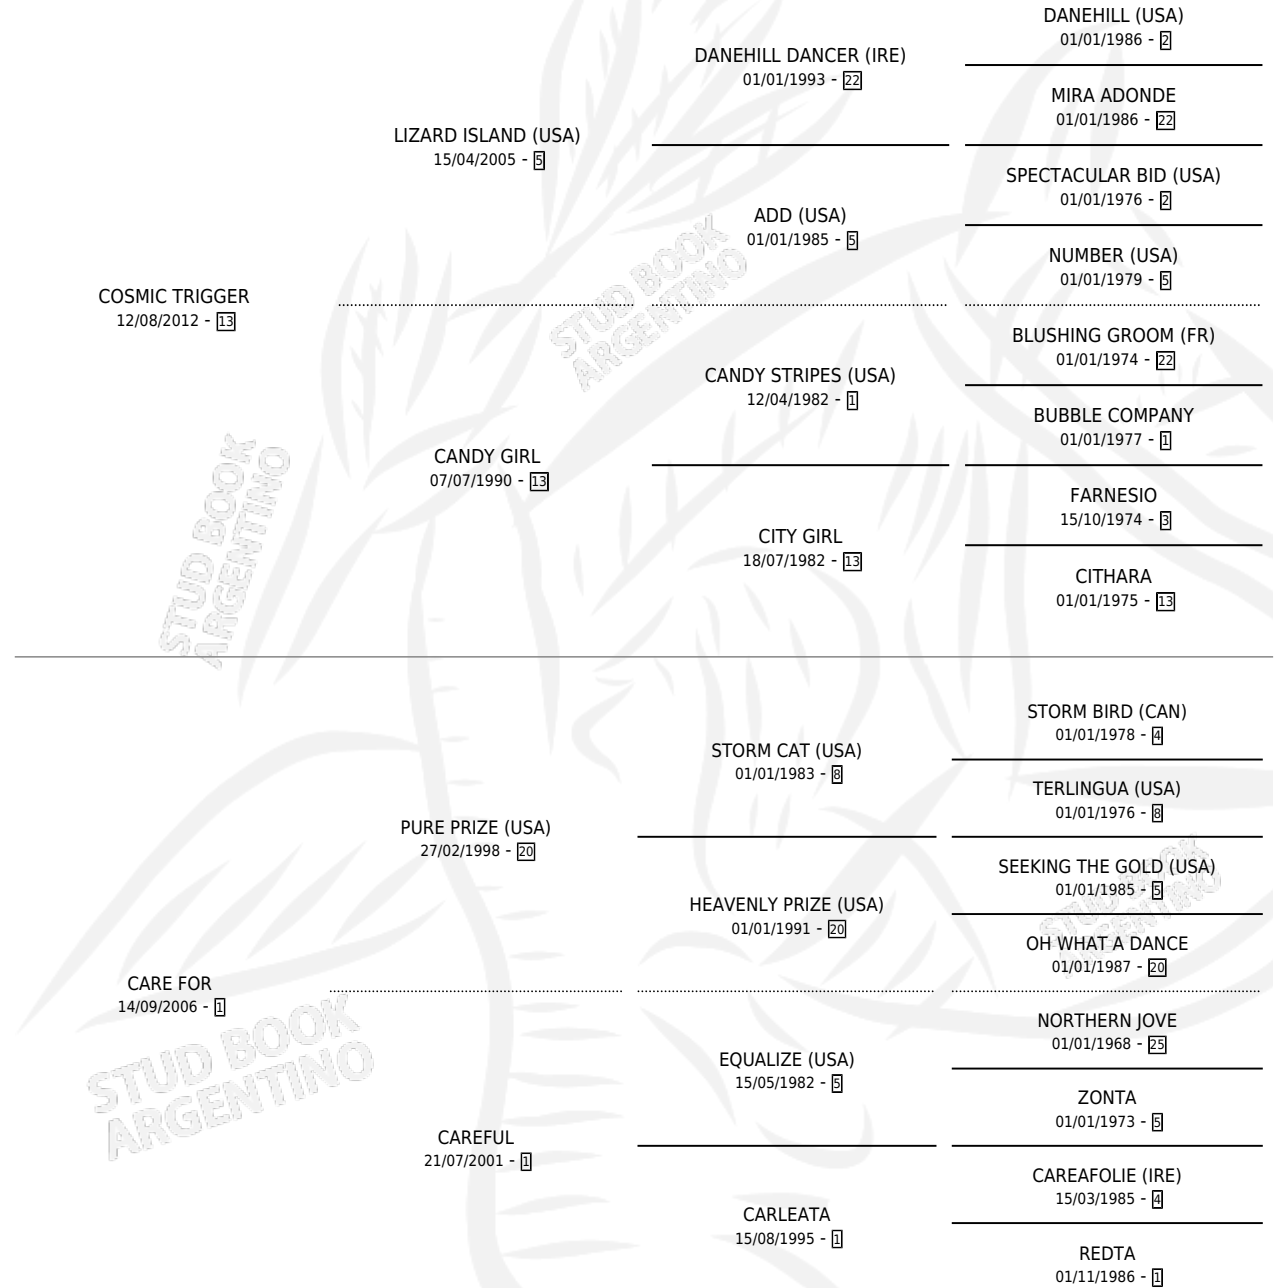 DANEHILL (USA)
01/01/1986 - 2
DANEHILL DANCER (IRE)
01/01/1993 - 22
MIRA ADONDE
01/01/1986 - 22
LIZARD ISLAND (USA)
15/04/2005 - 5
SPECTACULAR BID (USA)
01/01/1976 - 2
ADD (USA)
01/01/1985 - 5
NUMBER (USA)
01/01/1979 - 5
COSMIC TRIGGER
12/08/2012 - 13
BLUSHING GROOM (FR)
01/01/1974 - 22
CANDY STRIPES (USA)
12/04/1982 - 1
BUBBLE COMPANY
01/01/1977 - 1
CANDY GIRL
07/07/1990 - 13
FARNESIO
15/10/1974 - 3
CITY GIRL
18/07/1982 - 13
CITHARA
01/01/1975 - 13
STORM BIRD (CAN)
01/01/1978 - 4
STORM CAT (USA)
01/01/1983 - 8
TERLINGUA (USA)
01/01/1976 - 8
PURE PRIZE (USA)
27/02/1998 - 20
SEEKING THE GOLD (USA)
01/01/1985 - 5
HEAVENLY PRIZE (USA)
01/01/1991 - 20
OH WHAT A DANCE
01/01/1987 - 20
CARE FOR
14/09/2006 - 1
NORTHERN JOVE
01/01/1968 - 25
EQUALIZE (USA)
15/05/1982 - 5
ZONTA
01/01/1973 - 5
CAREFUL
21/07/2001 - 1
CAREAFOLIE (IRE)
15/03/1985 - 4
CARLEATA
15/08/1995 - 1
REDTA
01/11/1986 - 1
STUD BOOK
ARGENTINO
STUD BOOK
ARGENTINO
STUD BOOK
ARGENTINO
STUD BOOK
ARGENTINO